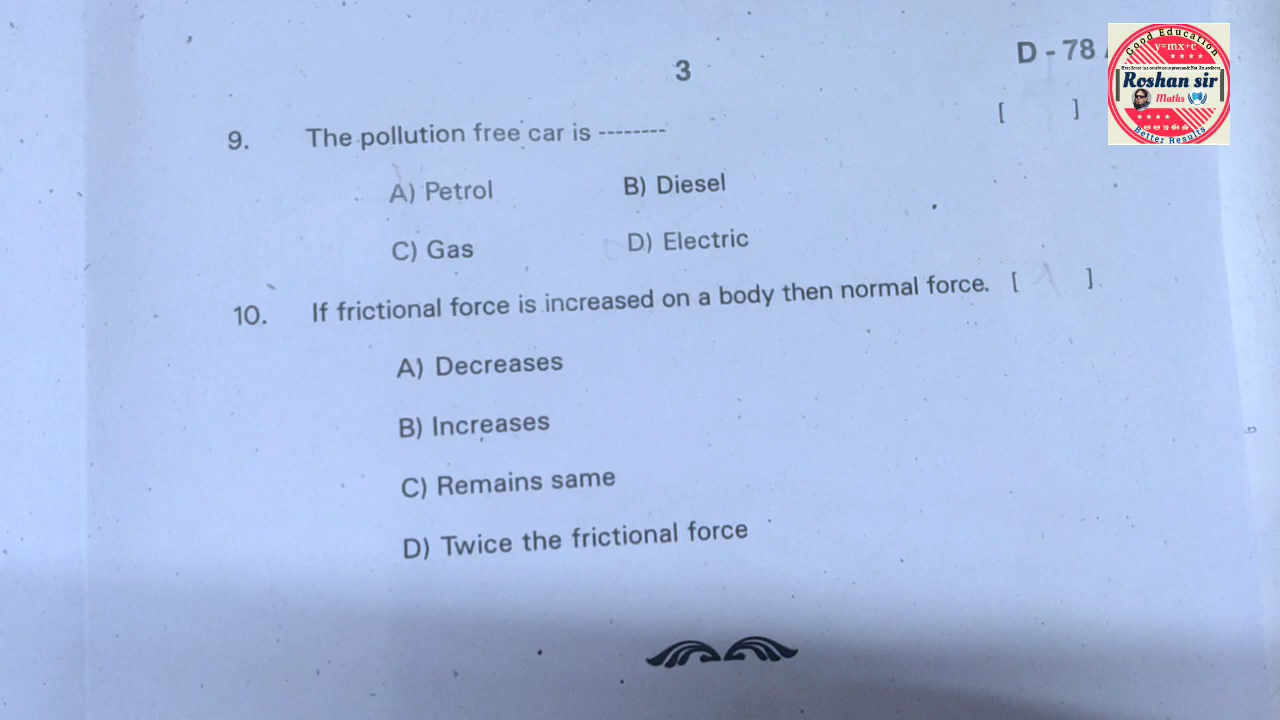 3
D - 78
Good Education
y=mx+c
Roshan sir
Maths
Better Results
9. The pollution free car is -------- [ ]
A) Petrol B) Diesel
C) Gas D) Electric
10. If frictional force is increased on a body then normal force. [ ]
A) Decreases
B) Increases
C) Remains same
D) Twice the frictional force